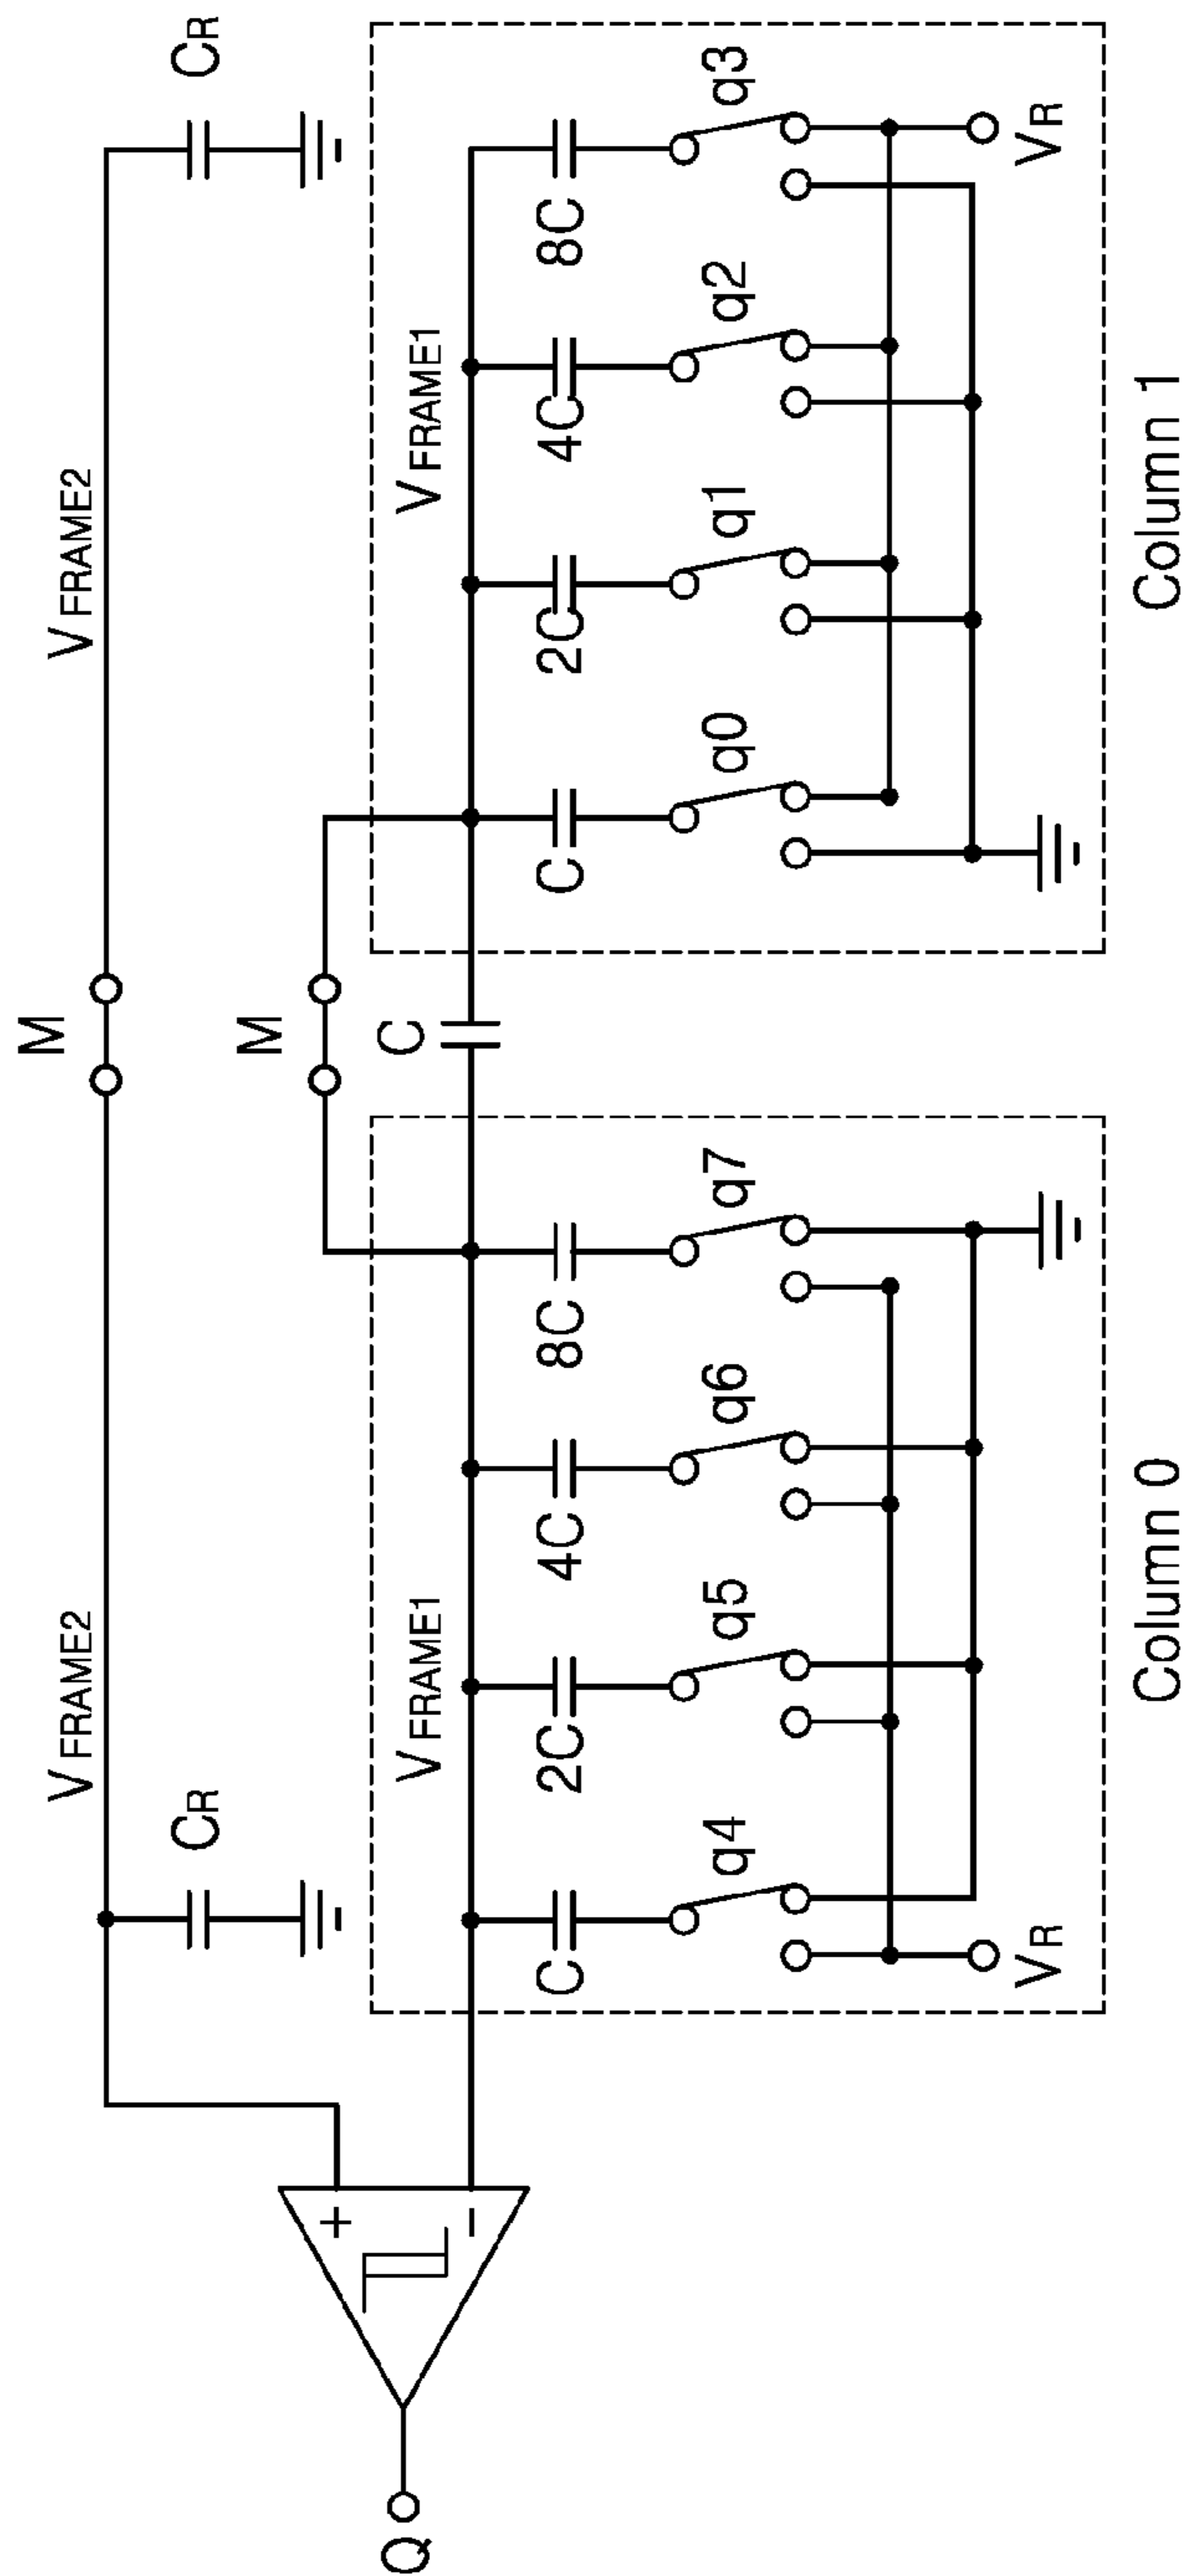 VFRAME2
M
VFRAME2
CR
CR
M
VFRAME1
C
VFRAME1
+
-
C
2C
4C
8C
C
2C
4C
8C
Q
q4
q5
q6
q7
q0
q1
q2
q3
VR
VR
Column 0
Column 1